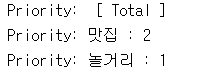 Priority:  [ Total ]
Priority: 맛집 : 2
Priority: 놀거리 : 1